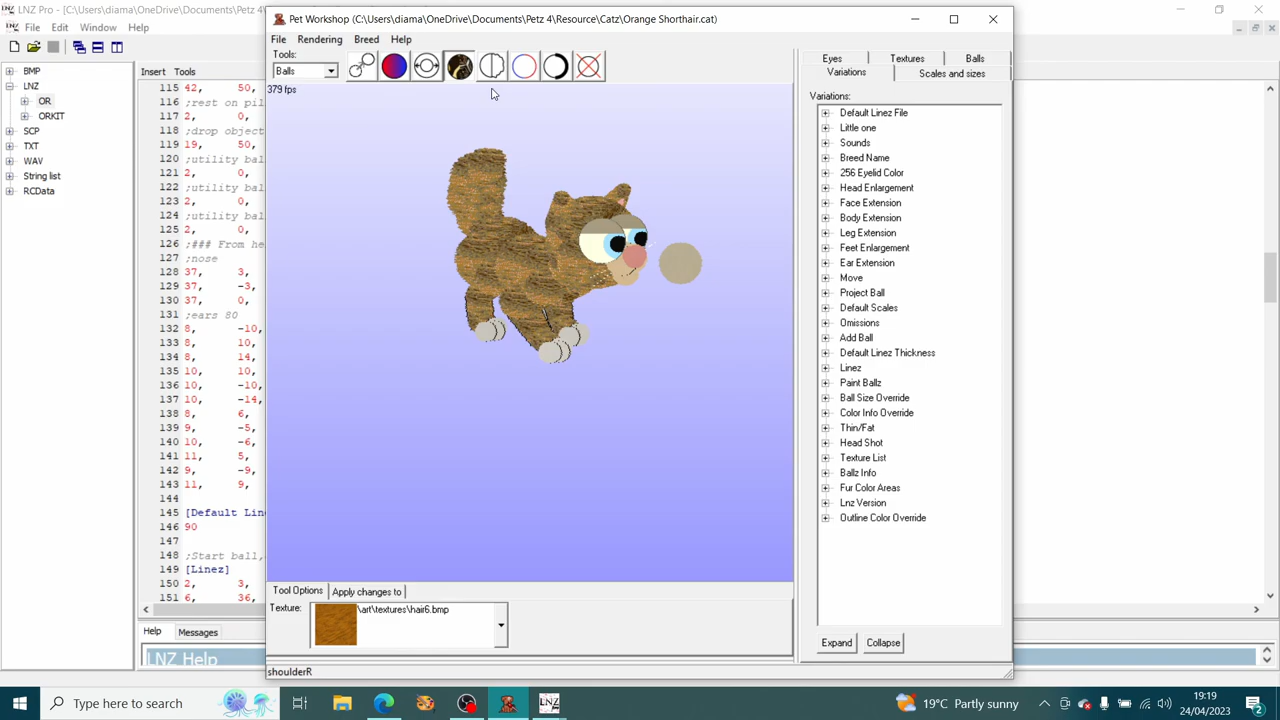 LNZ Pro - [C:\Users\diama\O
File Edit Window Help
BMP
LNZ
OR
ORKIT
SCP
TXT
WAV
String list
RCData
Insert Tools
115 42, 50,
116 ;rest on pil
117 2, 0,
118 ;drop object
119 19, 50,
120 ;utility bal
121 2, 0,
122 ;utility bal
123 2, 0,
124 ;utility bal
125 2, 0,
126 ;### From he
127 ;nose
128 37, 3,
129 37, -3,
130 37, 0,
131 ;ears 80
132 8, -10,
133 8, 10,
134 8, 14,
135 10, 10,
136 10, -10,
137 10, -14,
138 8, 6,
139 9, -5,
140 10, -6,
141 11, 5,
142 9, -9,
143 11, 9,
144
145 [Default Lin
146 90
147
148 ;Start ball,
149 [Linez]
150 2, 3,
151 6, 36,
Help Messages
LNZ Help
Pet Workshop (C:\Users\diama\OneDrive\Documents\Petz 4\Resource\Catz\Orange Shorthair.cat)
File Rendering Breed Help
Tools:
Balls
379 fps
Tool Options Apply changes to
Texture:
\art\textures\hair6.bmp
shoulderR
Eyes Textures Balls
Variations Scales and sizes
Variations:
Default Linez File
Little one
Sounds
Breed Name
256 Eyelid Color
Head Enlargement
Face Extension
Body Extension
Leg Extension
Feet Enlargement
Ear Extension
Move
Project Ball
Default Scales
Omissions
Add Ball
Default Linez Thickness
Linez
Paint Ballz
Ball Size Override
Color Info Override
Thin/Fat
Head Shot
Texture List
Ballz Info
Fur Color Areas
Lnz Version
Outline Color Override
Expand Collapse
Type here to search
19°C Partly sunny
19:19
24/04/2023
2